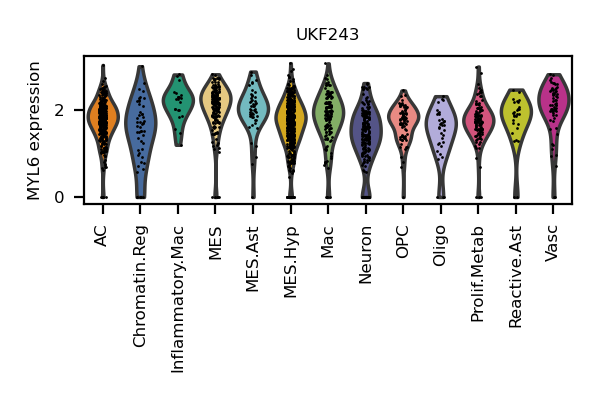 UKF243
MYL6 expression
2
0
AC
Chromatin.Reg
Inflammatory.Mac
MES
MES.Ast
MES.Hyp
Mac
Neuron
OPC
Oligo
Prolif.Metab
Reactive.Ast
Vasc